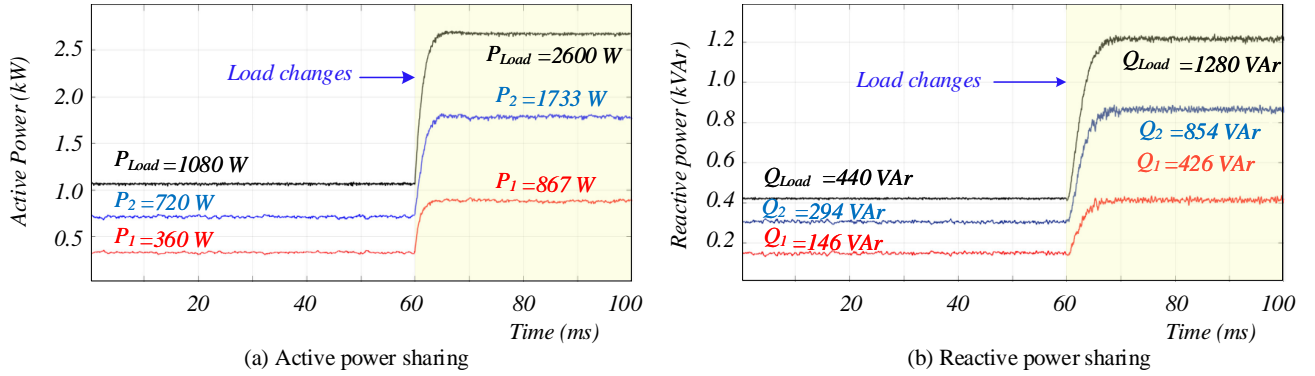 Active Power (kW)
2.5
2.0
1.5
1.0
0.5
P_Load =2600 W
Load changes
P_2 =1733 W
P_Load =1080 W
P_1 =867 W
P_2 =720 W
P_1 =360 W
20
40
60
80
100
Time (ms)
(a) Active power sharing
Reactive power (kVAr)
1.2
1.0
0.8
0.6
0.4
0.2
Q_Load =1280 VAr
Load changes
Q_2 =854 VAr
Q_1 =426 VAr
Q_Load =440 VAr
Q_2 =294 VAr
Q_1 =146 VAr
20
40
60
80
100
Time (ms)
(b) Reactive power sharing